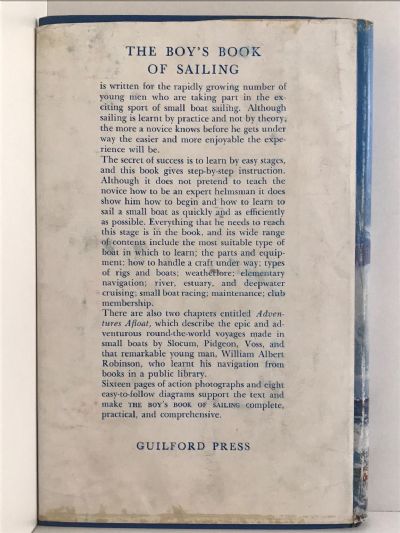 THE BOY'S BOOK
OF SAILING
is written for the rapidly growing number of
young men who are taking part in the ex-
citing sport of small boat sailing. Although
sailing is learnt by practice and not by theory,
the more a novice knows before he gets under
way the easier and more enjoyable the expe-
rience will be.
The secret of success is to learn by easy stages,
and this book gives step-by-step instruction.
Although it does not pretend to teach the
novice how to be an expert helmsman it does
show him how to begin and how to learn to
sail a small boat as quickly and as efficiently
as possible. Everything that he needs to reach
this stage is in the book, and its wide range
of contents include the most suitable type of
boat in which to learn; the parts and equip-
ment; how to handle a craft under way; types
of rigs and boats; weatherlore; elementary
navigation; river, estuary, and deepwater
cruising; small boat racing; maintenance; club
membership.
There are also two chapters entitled Adven-
tures Afloat, which describe the epic and ad-
venturous round-the-world voyages made in
small boats by Slocum, Pidgeon, Voss, and
that remarkable young man, William Albert
Robinson, who learnt his navigation from
books in a public library.
Sixteen pages of action photographs and eight
easy-to-follow diagrams support the text and
make THE BOY'S BOOK OF SAILING complete,
practical, and comprehensive.
GUILFORD PRESS